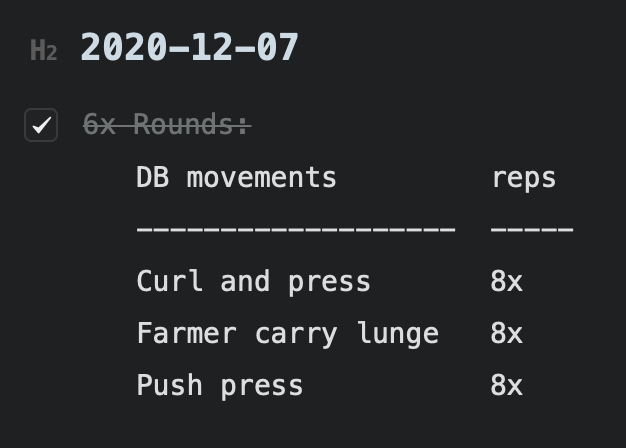 H2 2020-12-07
6x Rounds:
DB movements reps
------------------- -----
Curl and press 8x
Farmer carry lunge 8x
Push press 8x